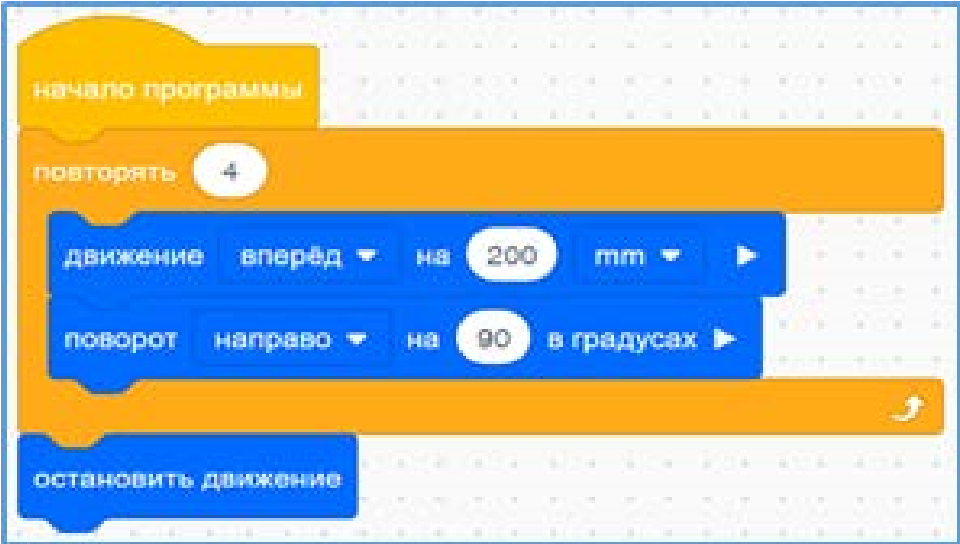 начало программы
повторять 4
движение вперёд на 200 mm
поворот направо на 90 в градусах
остановить движение